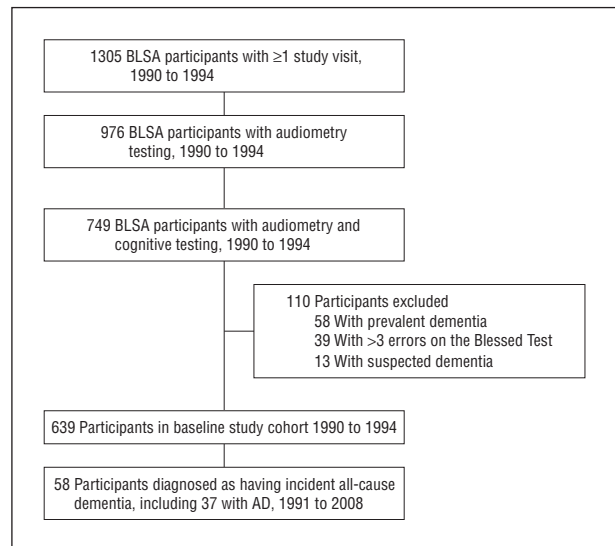 1305 BLSA participants with ≥1 study visit,
1990 to 1994
976 BLSA participants with audiometry
testing, 1990 to 1994
749 BLSA participants with audiometry and
cognitive testing, 1990 to 1994
110 Participants excluded
58 With prevalent dementia
39 With >3 errors on the Blessed Test
13 With suspected dementia
639 Participants in baseline study cohort 1990 to 1994
58 Participants diagnosed as having incident all-cause
dementia, including 37 with AD, 1991 to 2008